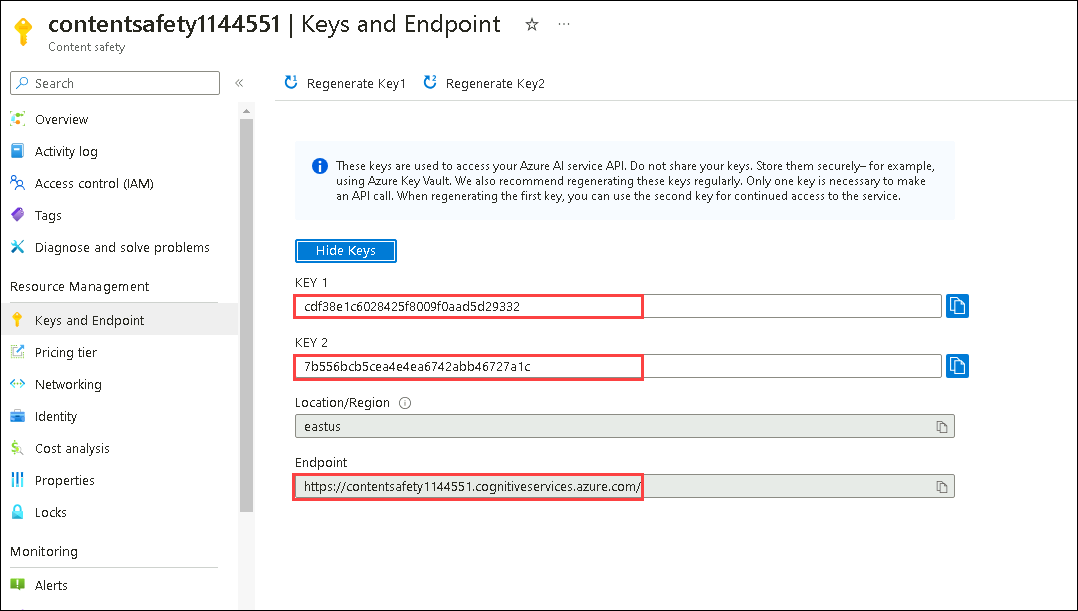 contentsafety1144551 | Keys and Endpoint
Content safety
Search
Overview
Activity log
Access control (IAM)
Tags
Diagnose and solve problems
Resource Management
Keys and Endpoint
Pricing tier
Networking
Identity
Cost analysis
Properties
Locks
Monitoring
Alerts
Regenerate Key1
Regenerate Key2
These keys are used to access your Azure AI service API. Do not share your keys. Store them securely– for example,
using Azure Key Vault. We also recommend regenerating these keys regularly. Only one key is necessary to make
an API call. When regenerating the first key, you can use the second key for continued access to the service.
Hide Keys
KEY 1
cdf38e1c6028425f8009f0aad5d29332
KEY 2
7b556bcb5cea4e4ea6742abb46727a1c
Location/Region
eastus
Endpoint
https://contentsafety1144551.cognitiveservices.azure.com/